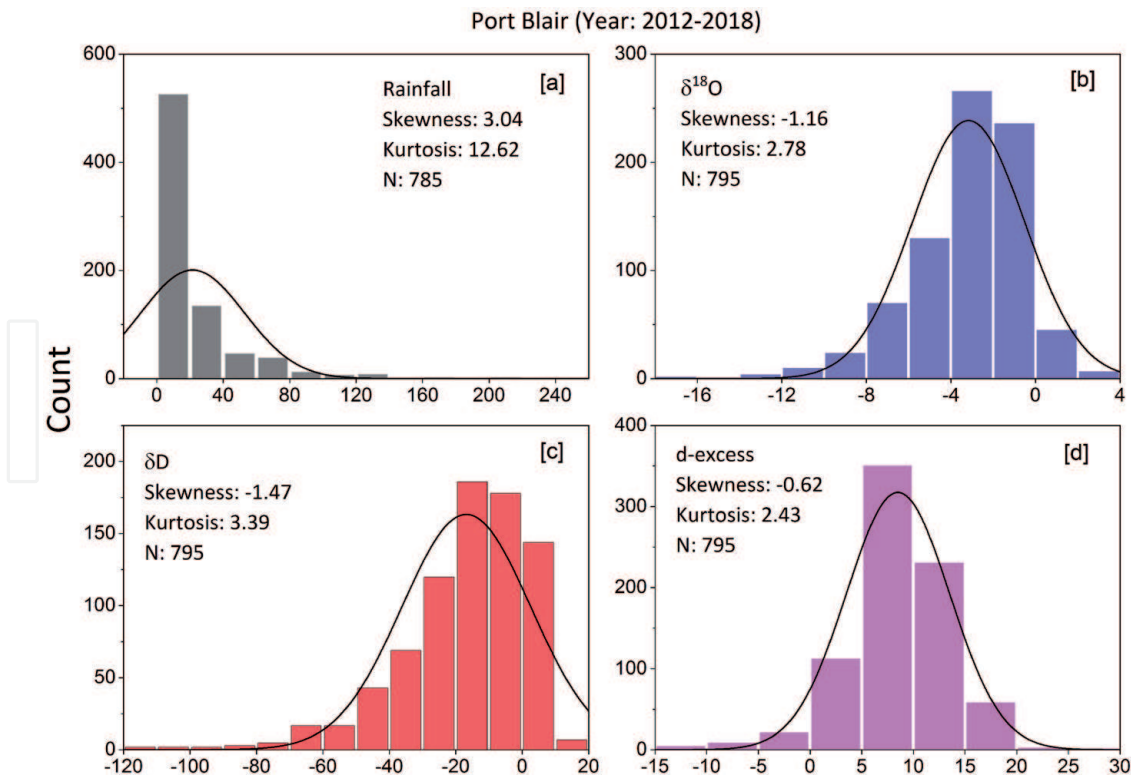 Port Blair (Year: 2012-2018)
Count
600
400
200
0
Rainfall
Skewness: 3.04
Kurtosis: 12.62
N: 785
[a]
0 40 80 120 160 200 240
300
200
100
0
δ¹⁸O
Skewness: -1.16
Kurtosis: 2.78
N: 795
[b]
-16 -12 -8 -4 0 4
200
150
100
50
0
δD
Skewness: -1.47
Kurtosis: 3.39
N: 795
[c]
-120 -100 -80 -60 -40 -20 0 20
400
300
200
100
0
d-excess
Skewness: -0.62
Kurtosis: 2.43
N: 795
[d]
-15 -10 -5 0 5 10 15 20 25 30